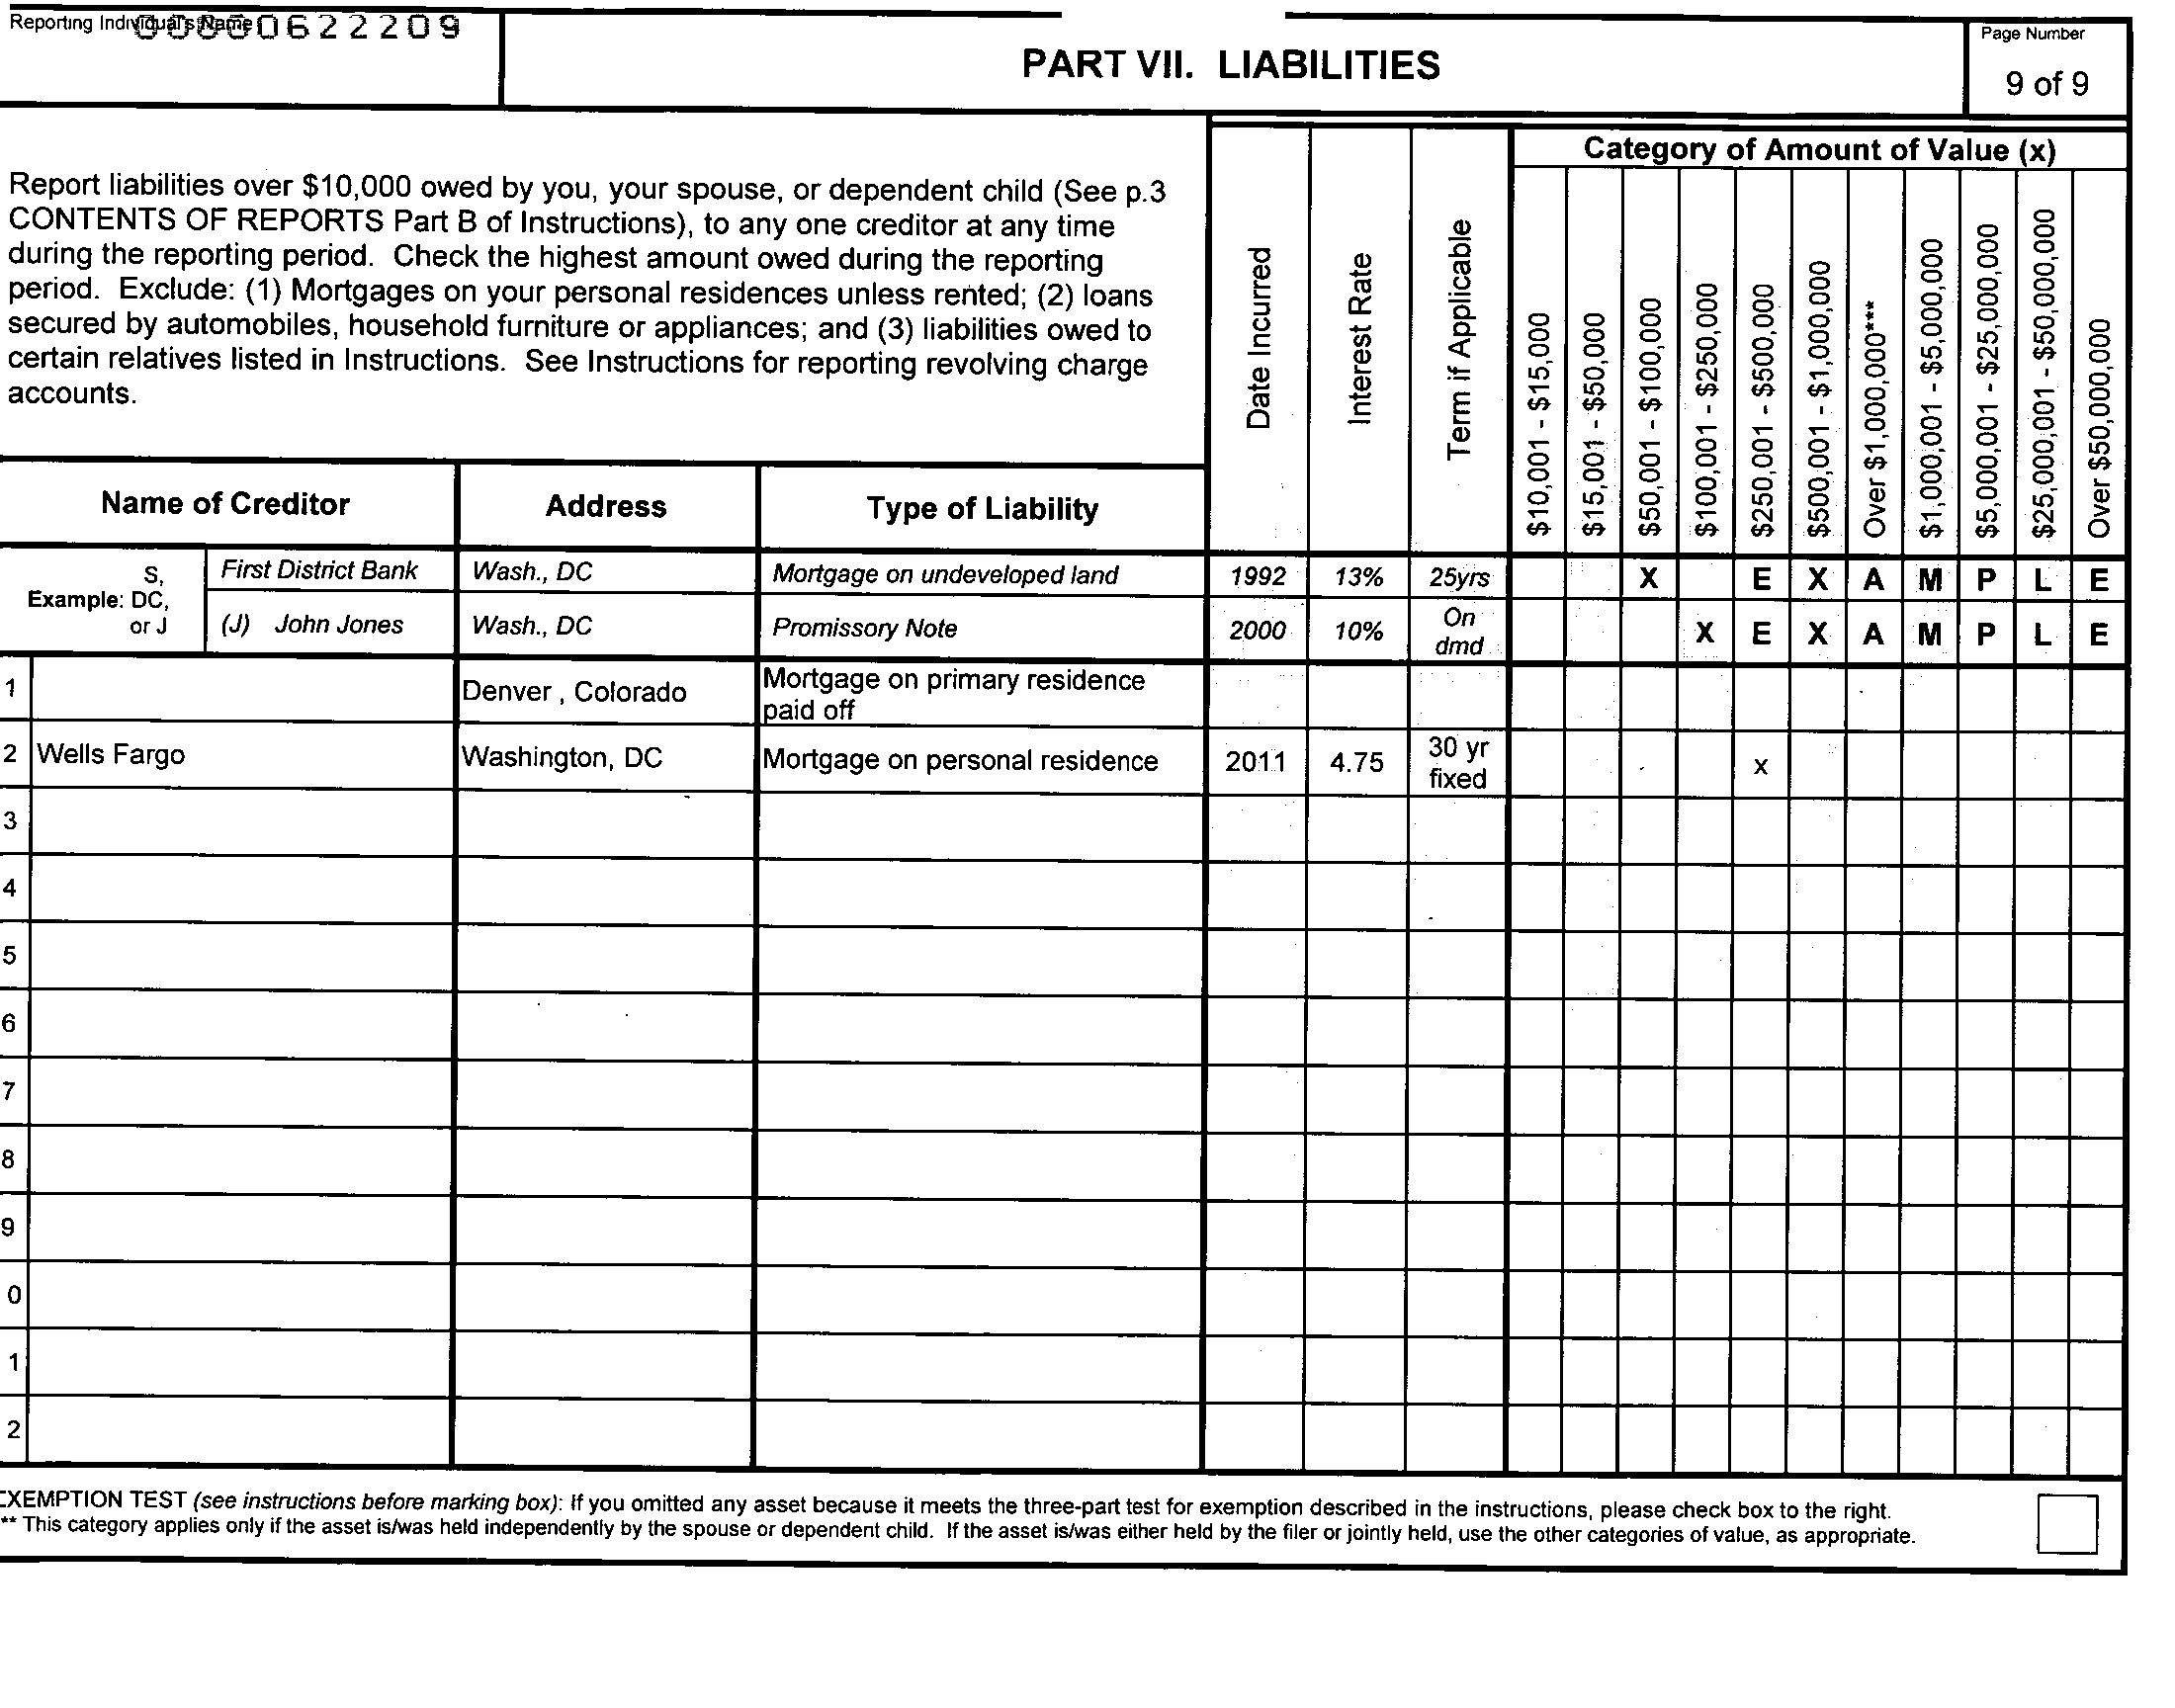 Reporting Individual's Name
00000622209
PART VII.  LIABILITIES
Page Number
9 of 9
Report liabilities over $10,000 owed by you, your spouse, or dependent child (See p.3
CONTENTS OF REPORTS Part B of Instructions), to any one creditor at any time
during the reporting period.  Check the highest amount owed during the reporting
period.  Exclude: (1) Mortgages on your personal residences unless rented; (2) loans
secured by automobiles, household furniture or appliances; and (3) liabilities owed to
certain relatives listed in Instructions.  See Instructions for reporting revolving charge
accounts.
Date Incurred
Interest Rate
Term if Applicable
Category of Amount of Value (x)
$10,001 - $15,000
$15,001 - $50,000
$50,001 - $100,000
$100,001 - $250,000
$250,001 - $500,000
$500,001 - $1,000,000
Over $1,000,000***
$1,000,001 - $5,000,000
$5,000,001 - $25,000,000
$25,000,001 - $50,000,000
Over $50,000,000
Name of Creditor Address Type of Liability
Example: S, DC, or J
First District Bank Wash., DC Mortgage on undeveloped land 1992 13% 25yrs X E X A M P L E
(J) John Jones Wash., DC Promissory Note 2000 10% On dmd X E X A M P L E
1 Denver , Colorado Mortgage on primary residence
paid off
2 Wells Fargo Washington, DC Mortgage on personal residence 2011 4.75 30 yr fixed x
3
4
5
6
7
8
9
0
1
2
EXEMPTION TEST (see instructions before marking box): If you omitted any asset because it meets the three-part test for exemption described in the instructions, please check box to the right.
** This category applies only if the asset is/was held independently by the spouse or dependent child.  If the asset is/was either held by the filer or jointly held, use the other categories of value, as appropriate.